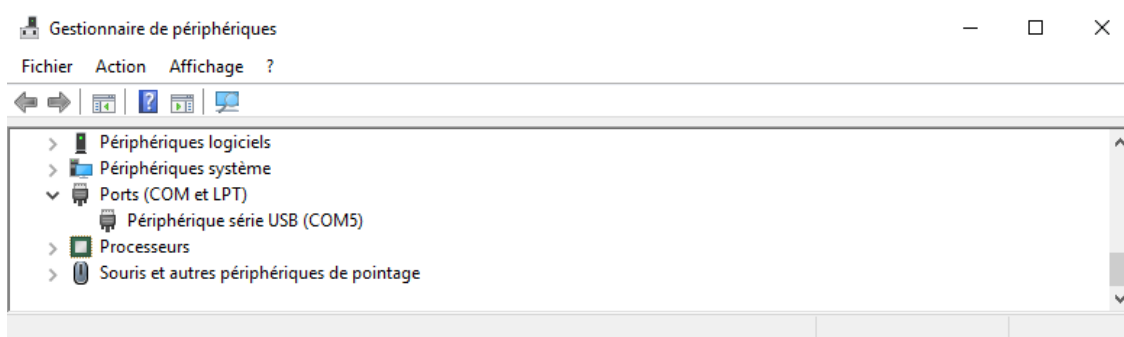 Gestionnaire de périphériques
Fichier Action Affichage ?
Périphériques logiciels
Périphériques système
Ports (COM et LPT)
Périphérique série USB (COM5)
Processeurs
Souris et autres périphériques de pointage